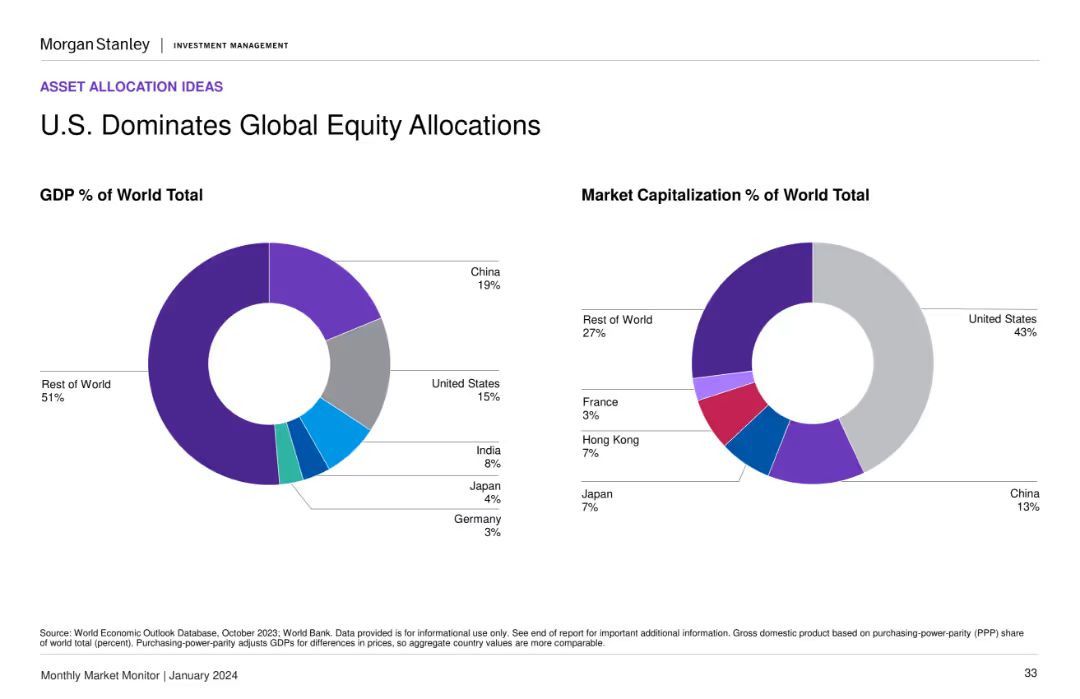 Morgan Stanley | INVESTMENT MANAGEMENT
ASSET ALLOCATION IDEAS
U.S. Dominates Global Equity Allocations
GDP % of World Total
China
19%
United States
15%
India
8%
Japan
4%
Germany
3%
Rest of World
51%
Market Capitalization % of World Total
United States
43%
China
13%
Japan
7%
Hong Kong
7%
France
3%
Rest of World
27%
Source: World Economic Outlook Database, October 2023; World Bank. Data provided is for informational use only. See end of report for important additional information. Gross domestic product based on purchasing-power-parity (PPP) share
of world total (percent). Purchasing-power-parity adjusts GDPs for differences in prices, so aggregate country values are more comparable.
Monthly Market Monitor | January 2024
33